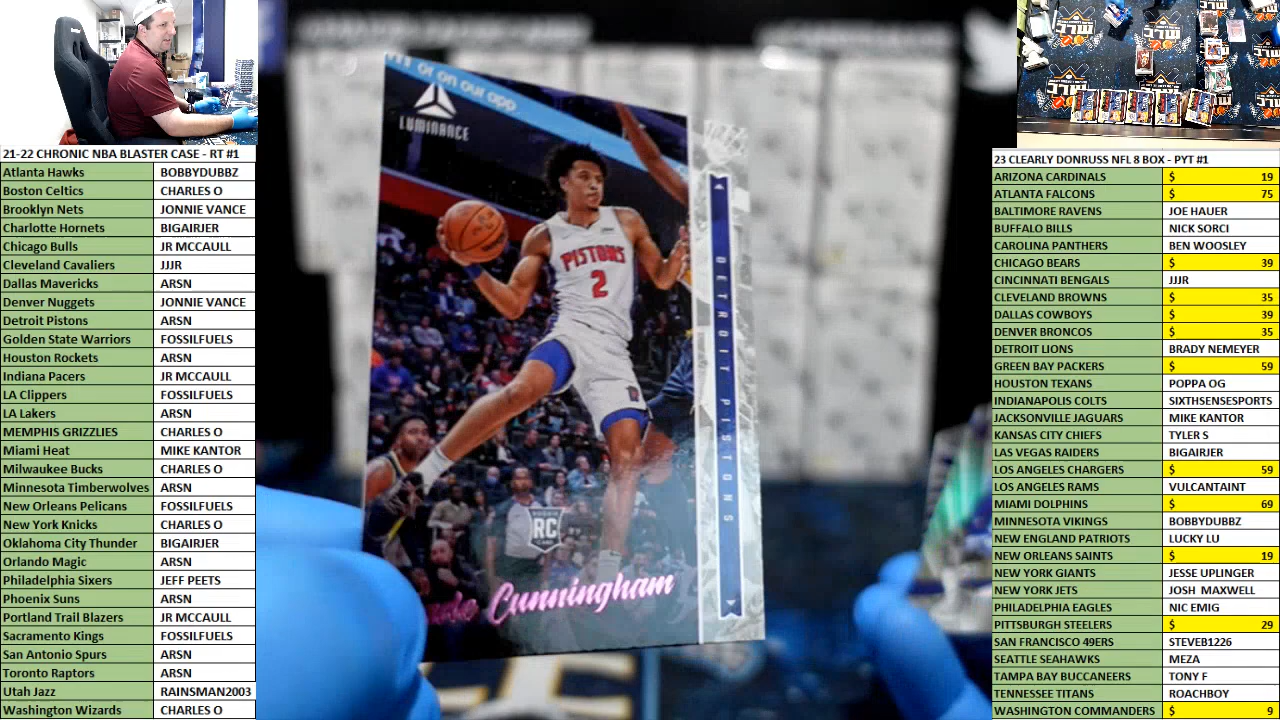 21-22 CHRONIC NBA BLASTER CASE - RT #1
Atlanta Hawks BOBBYDUBBZ
Boston Celtics CHARLES O
Brooklyn Nets JONNIE VANCE
Charlotte Hornets BIGAIRJER
Chicago Bulls JR MCCAULL
Cleveland Cavaliers JJJR
Dallas Mavericks ARSN
Denver Nuggets JONNIE VANCE
Detroit Pistons ARSN
Golden State Warriors FOSSILFUELS
Houston Rockets ARSN
Indiana Pacers JR MCCAULL
LA Clippers FOSSILFUELS
LA Lakers ARSN
MEMPHIS GRIZZLIES CHARLES O
Miami Heat MIKE KANTOR
Milwaukee Bucks CHARLES O
Minnesota Timberwolves ARSN
New Orleans Pelicans FOSSILFUELS
New York Knicks CHARLES O
Oklahoma City Thunder BIGAIRJER
Orlando Magic ARSN
Philadelphia Sixers JEFF PEETS
Phoenix Suns ARSN
Portland Trail Blazers JR MCCAULL
Sacramento Kings FOSSILFUELS
San Antonio Spurs ARSN
Toronto Raptors ARSN
Utah Jazz RAINSMAN2003
Washington Wizards CHARLES O
or on our app
LUMINANCE
PISTONS
2
DETROIT PISTONS
RC
Cunningham
23 CLEARLY DONRUSS NFL 8 BOX - PYT #1
ARIZONA CARDINALS $ 19
ATLANTA FALCONS $ 75
BALTIMORE RAVENS JOE HAUER
BUFFALO BILLS NICK SORCI
CAROLINA PANTHERS BEN WOOSLEY
CHICAGO BEARS $ 39
CINCINNATI BENGALS JJJR
CLEVELAND BROWNS $ 35
DALLAS COWBOYS $ 39
DENVER BRONCOS $ 35
DETROIT LIONS BRADY NEMEYER
GREEN BAY PACKERS $ 59
HOUSTON TEXANS POPPA OG
INDIANAPOLIS COLTS SIXTHSENSESPORTS
JACKSONVILLE JAGUARS MIKE KANTOR
KANSAS CITY CHIEFS TYLER S
LAS VEGAS RAIDERS BIGAIRJER
LOS ANGELES CHARGERS $ 59
LOS ANGELES RAMS VULCANTAINT
MIAMI DOLPHINS $ 69
MINNESOTA VIKINGS BOBBYDUBBZ
NEW ENGLAND PATRIOTS LUCKY LU
NEW ORLEANS SAINTS $ 19
NEW YORK GIANTS JESSE UPLINGER
NEW YORK JETS JOSH MAXWELL
PHILADELPHIA EAGLES NIC EMIG
PITTSBURGH STEELERS $ 29
SAN FRANCISCO 49ERS STEVEB1226
SEATTLE SEAHAWKS MEZA
TAMPA BAY BUCCANEERS TONY F
TENNESSEE TITANS ROACHBOY
WASHINGTON COMMANDERS $ 9